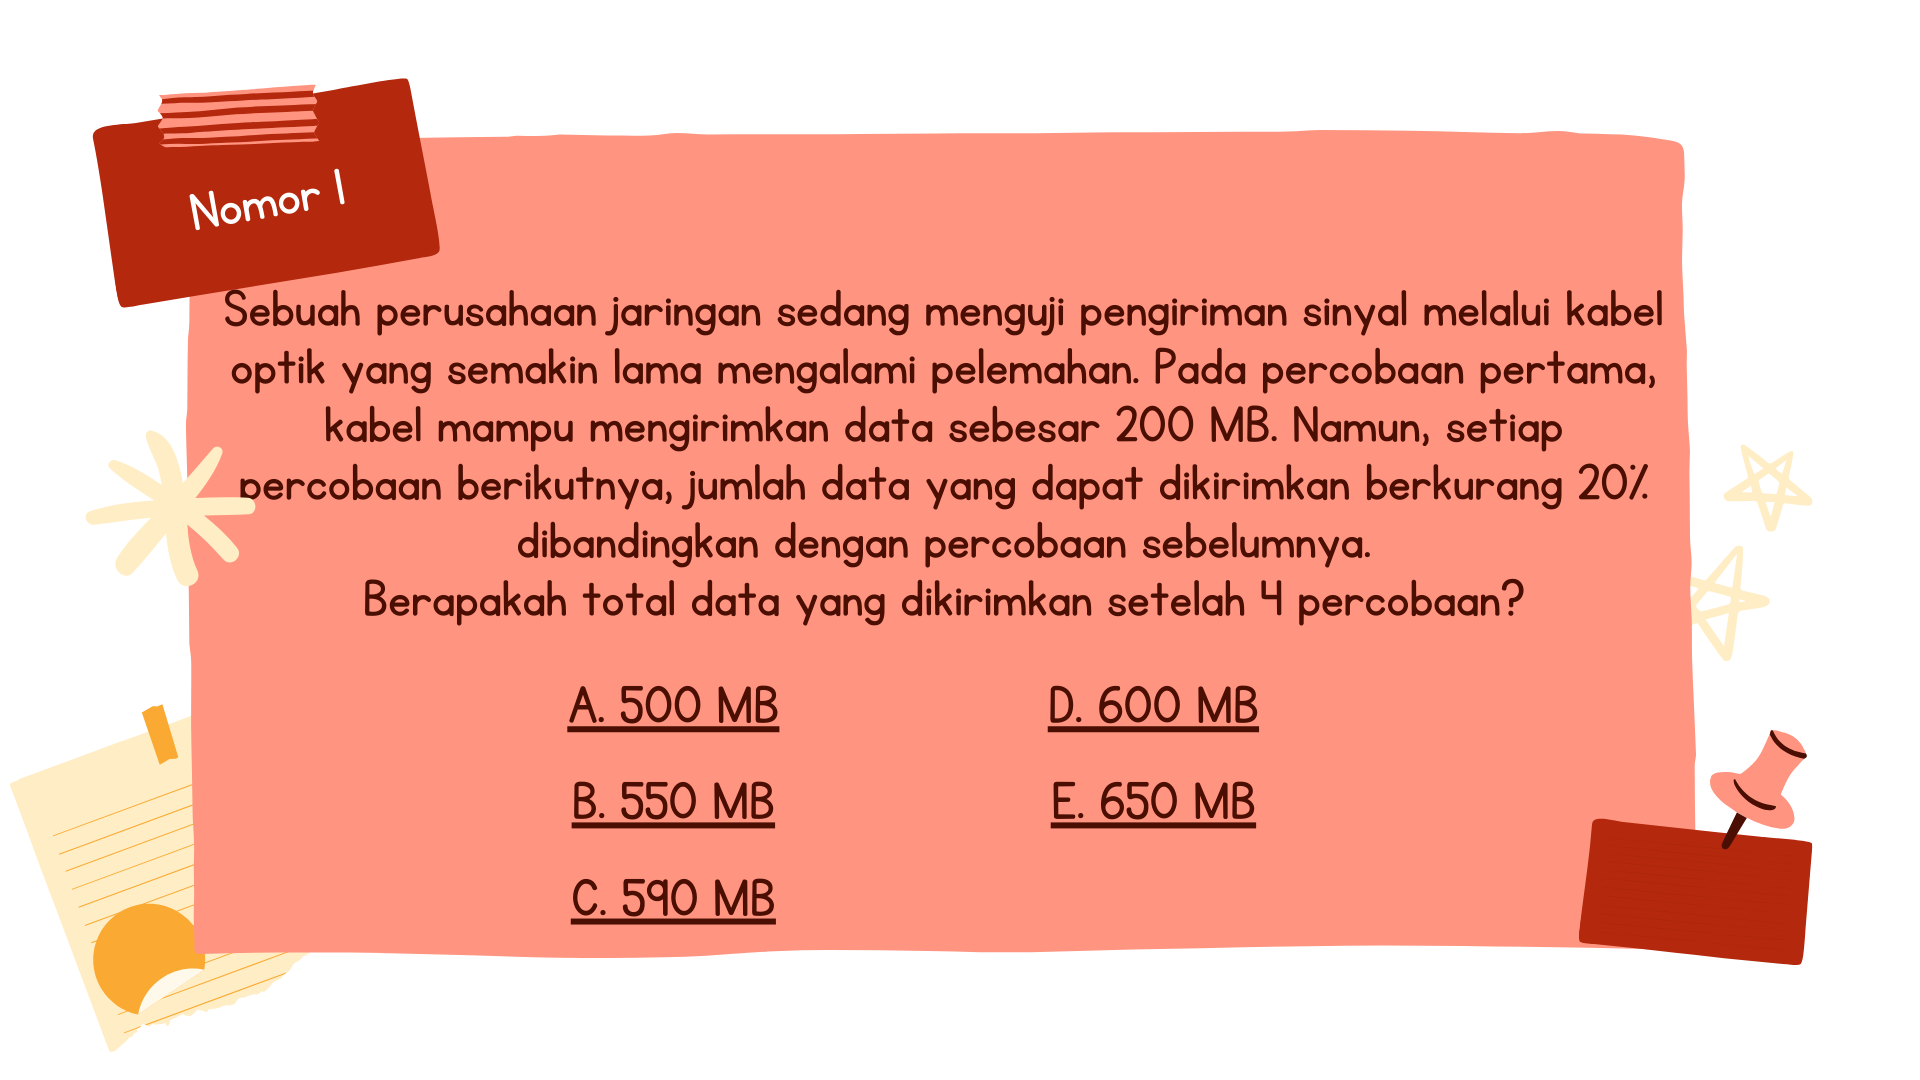 Nomor 1
Sebuah perusahaan jaringan sedang menguji pengiriman sinyal melalui kabel
optik yang semakin lama mengalami pelemahan. Pada percobaan pertama,
kabel mampu mengirimkan data sebesar 200 MB. Namun, setiap
percobaan berikutnya, jumlah data yang dapat dikirimkan berkurang 20%
dibandingkan dengan percobaan sebelumnya.
Berapakah total data yang dikirimkan setelah 4 percobaan?
A. 500 MB
B. 550 MB
C. 590 MB
D. 600 MB
E. 650 MB